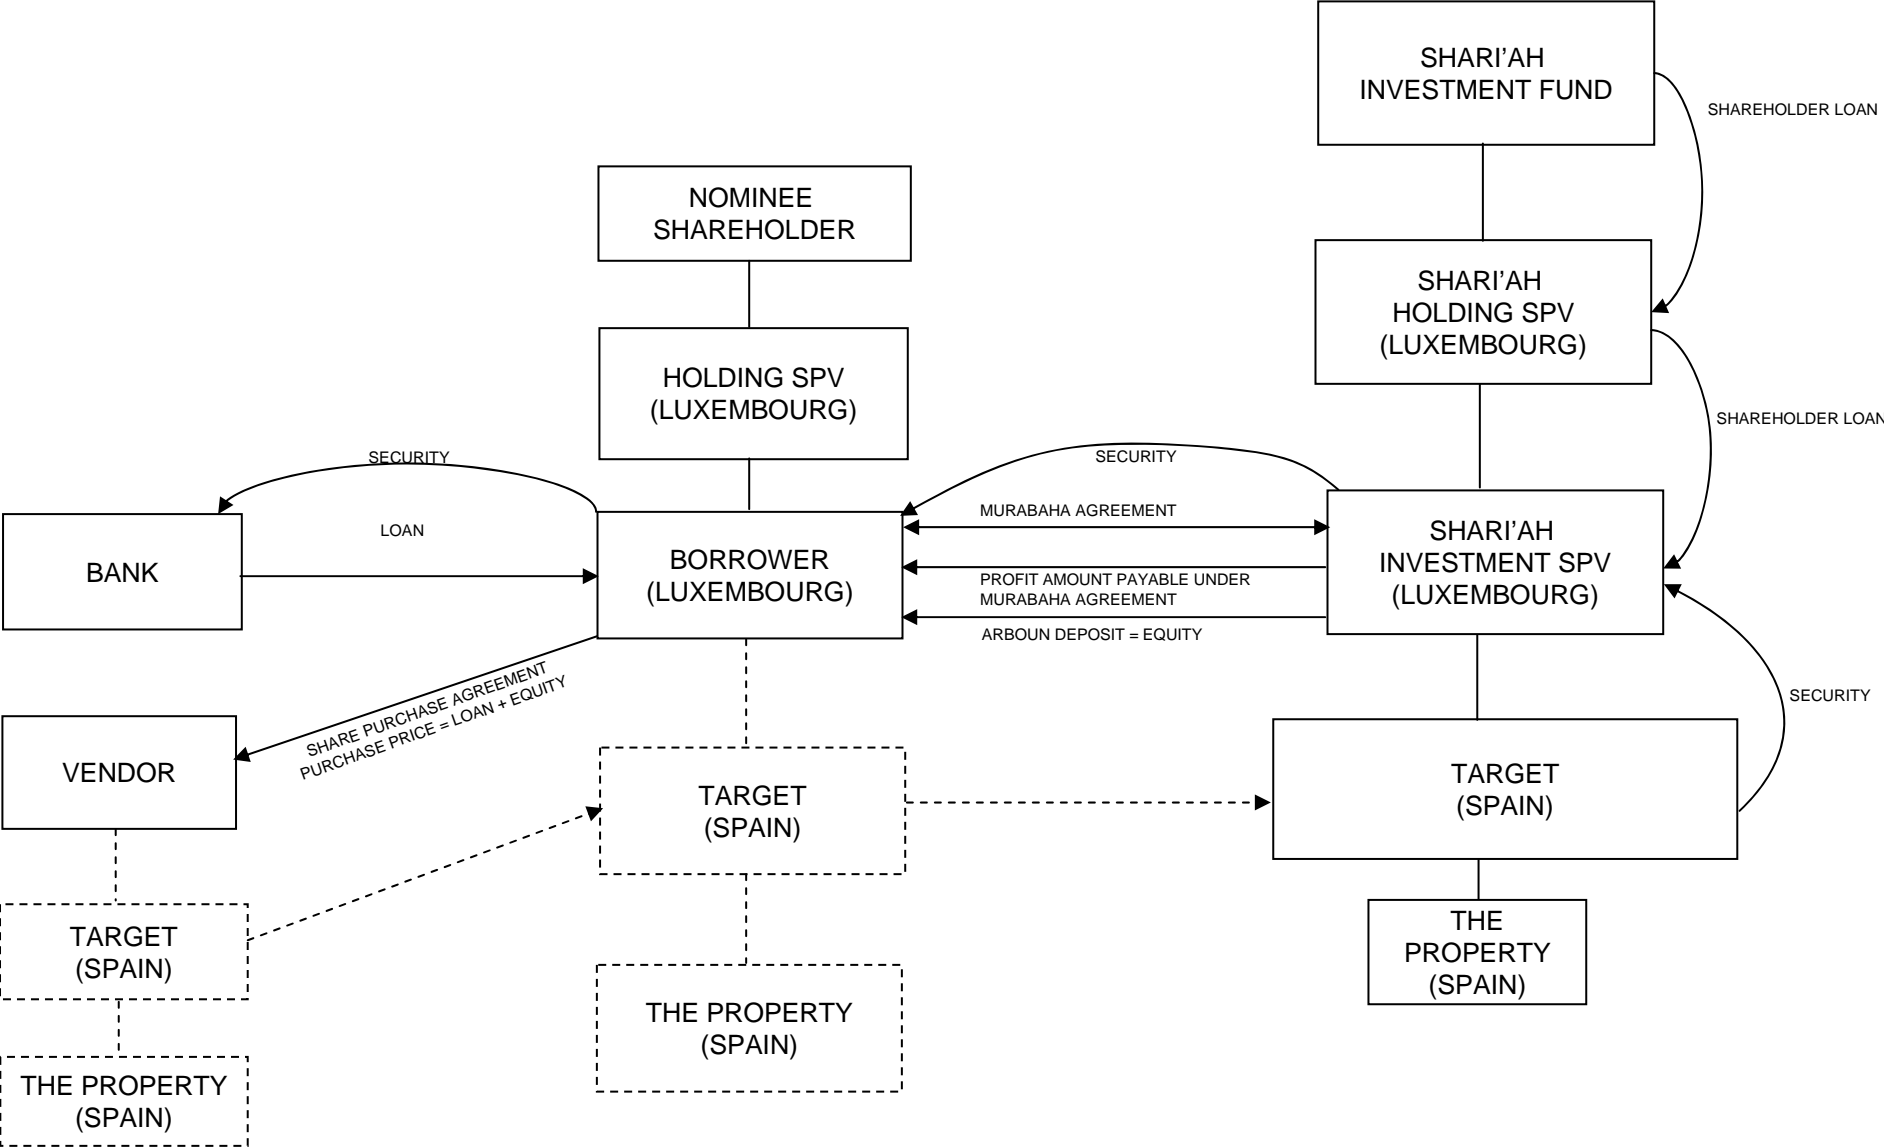 SHARI’AH
INVESTMENT FUND
SHAREHOLDER LOAN
NOMINEE
SHAREHOLDER
SHARI’AH
HOLDING SPV
(LUXEMBOURG)
HOLDING SPV
(LUXEMBOURG)
SHAREHOLDER LOAN
SECURITY
SECURITY
BANK
LOAN
BORROWER
(LUXEMBOURG)
MURABAHA AGREEMENT
PROFIT AMOUNT PAYABLE UNDER
MURABAHA AGREEMENT
ARBOUN DEPOSIT = EQUITY
SHARI’AH
INVESTMENT SPV
(LUXEMBOURG)
SECURITY
SHARE PURCHASE AGREEMENT
PURCHASE PRICE = LOAN + EQUITY
VENDOR
TARGET
(SPAIN)
TARGET
(SPAIN)
TARGET
(SPAIN)
THE
PROPERTY
(SPAIN)
THE PROPERTY
(SPAIN)
THE PROPERTY
(SPAIN)